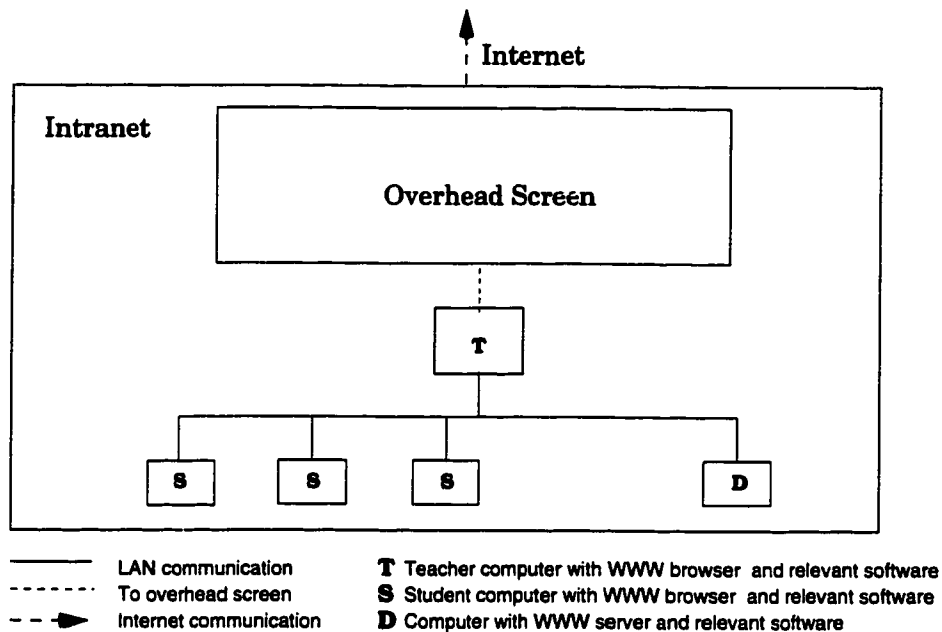 Internet
Intranet
Overhead Screen
T
S S S D
LAN communication
To overhead screen
Internet communication
T Teacher computer with WWW browser and relevant software
S Student computer with WWW browser and relevant software
D Computer with WWW server and relevant software